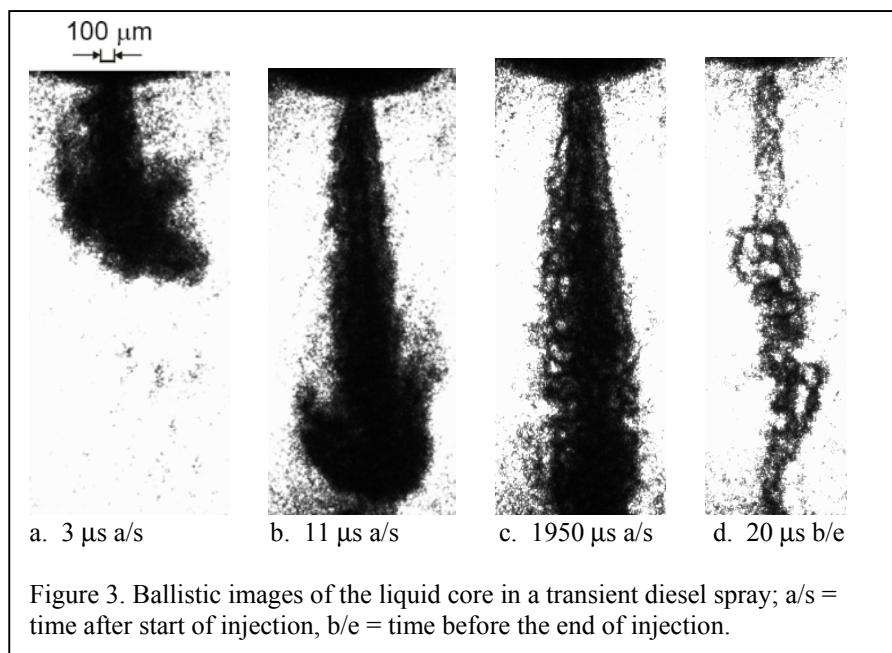 100 μm
a. 3 μs a/s
b. 11 μs a/s
c. 1950 μs a/s
d. 20 μs b/e
Figure 3. Ballistic images of the liquid core in a transient diesel spray; a/s =
time after start of injection, b/e = time before the end of injection.